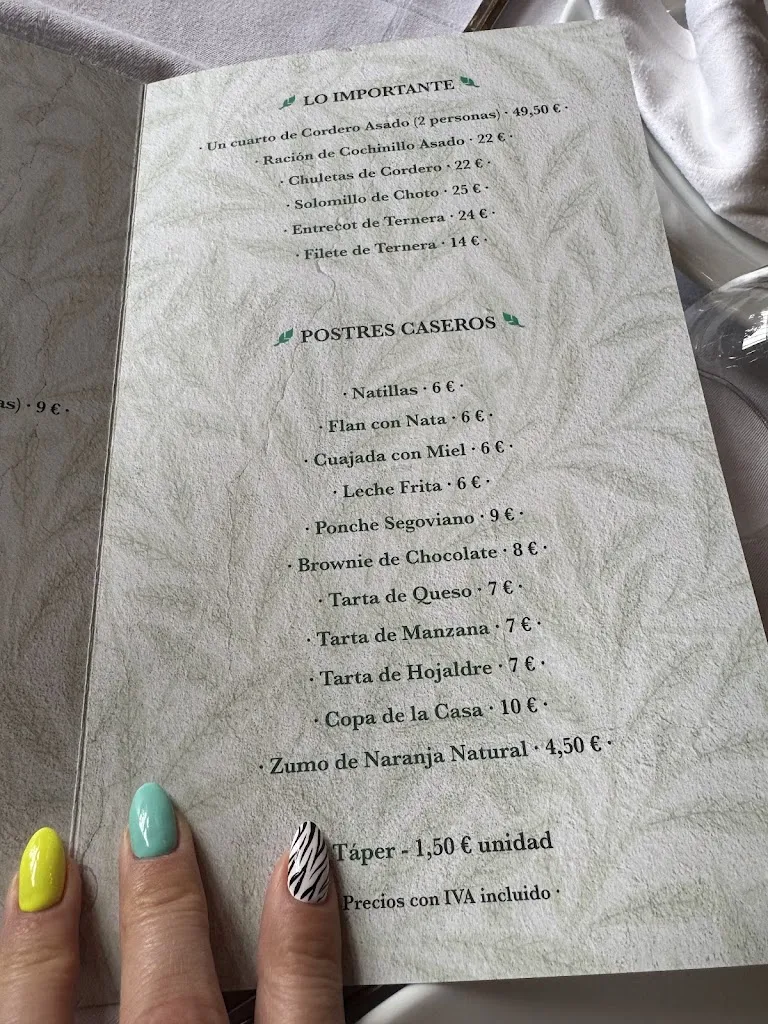 LO IMPORTANTE
· Un cuarto de Cordero Asado (2 personas) · 49,50 € ·
· Ración de Cochinillo Asado · 22 € ·
· Chuletas de Cordero · 22 € ·
· Solomillo de Choto · 25 € ·
· Entrecot de Ternera · 24 € ·
· Filete de Ternera · 14 € ·
POSTRES CASEROS
· Natillas · 6 € ·
· Flan con Nata · 6 € ·
· Cuajada con Miel · 6 € ·
· Leche Frita · 6 € ·
· Ponche Segoviano · 9 € ·
· Brownie de Chocolate · 8 € ·
· Tarta de Queso · 7 € ·
· Tarta de Manzana · 7 € ·
· Tarta de Hojaldre · 7 € ·
· Copa de la Casa · 10 € ·
· Zumo de Naranja Natural · 4,50 € ·
Táper - 1,50 € unidad
Precios con IVA incluido ·
as) · 9 € ·